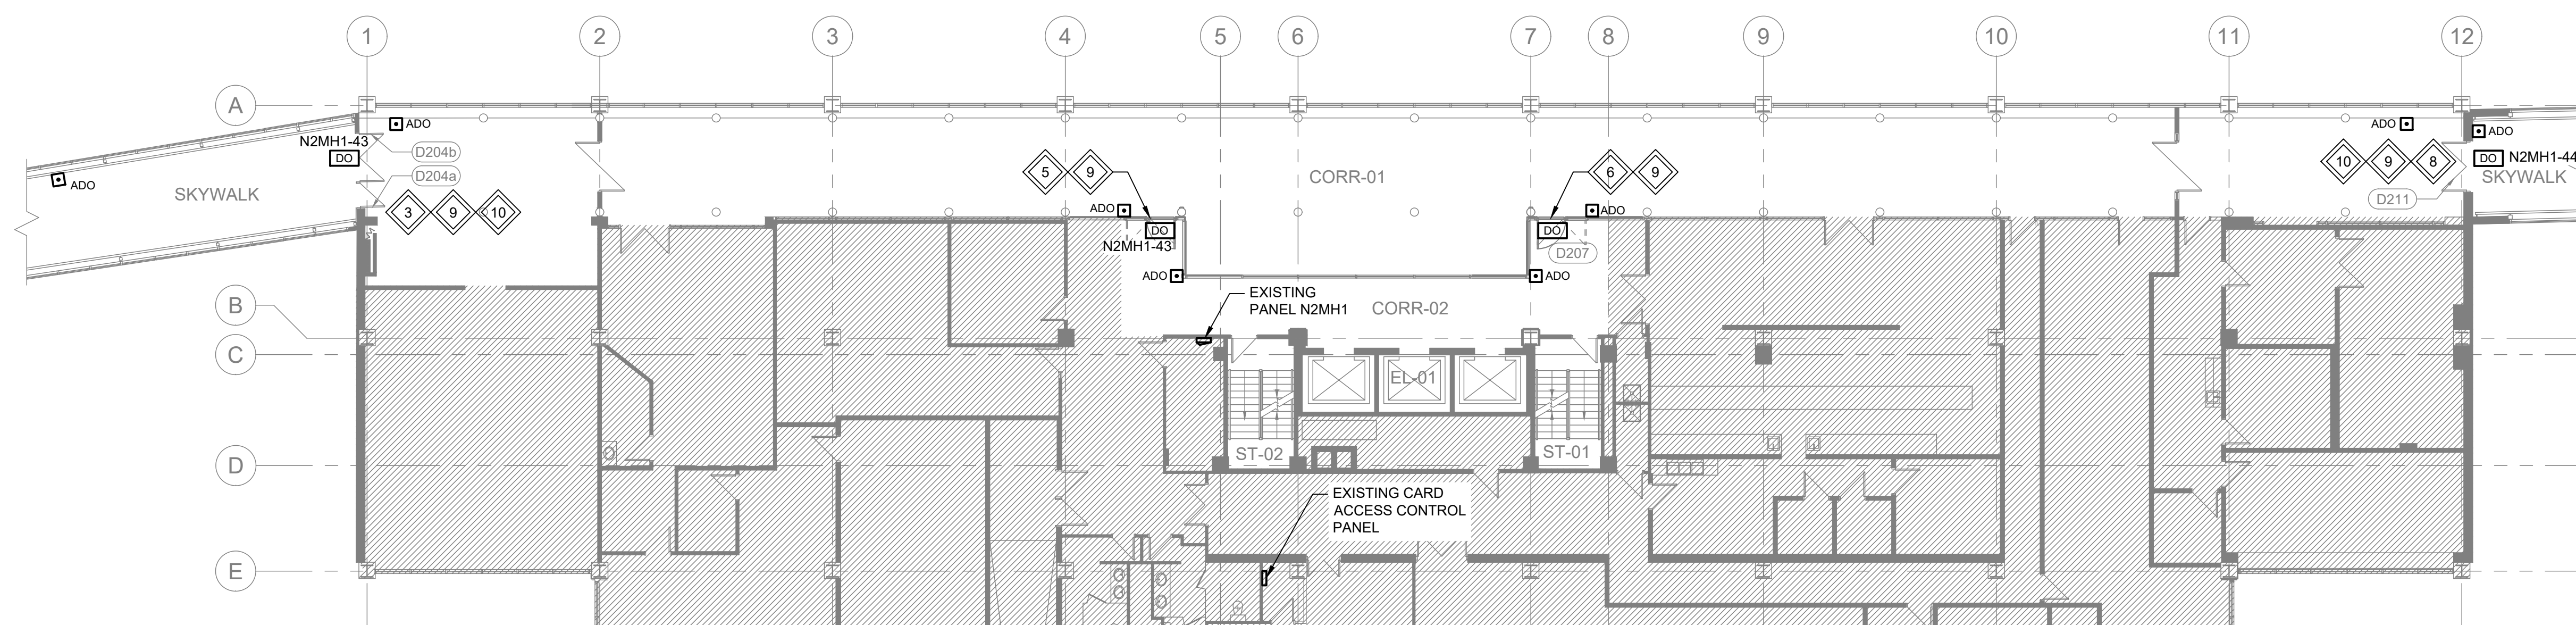 1 2 3 4 5 6 7 8 9 10 11 12
A
ADO
ADO
ADO
N2MH1-43
D204b
DO
DO
N2MH1-44
5 9
6 9
10 9 8
D204a
CORR-01
SKYWALK
ADO
SKYWALK
D211
3 9 10
ADO
ADO
DO
DO
N2MH1-43
D207
ADO
ADO
EXISTING
PANEL N2MH1
CORR-02
B
C
EL-01
ST-02
ST-01
D
EXISTING CARD
ACCESS CONTROL
PANEL
E